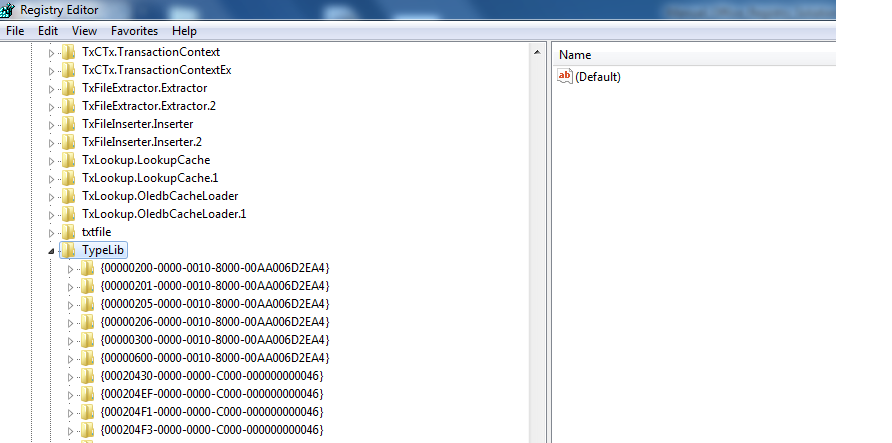 Registry Editor
File Edit View Favorites Help
TxCTx.TransactionContext
TxCTx.TransactionContextEx
TxFileExtractor.Extractor
TxFileExtractor.Extractor.2
TxFileInserter.Inserter
TxFileInserter.Inserter.2
TxLookup.LookupCache
TxLookup.LookupCache.1
TxLookup.OledbCacheLoader
TxLookup.OledbCacheLoader.1
txtfile
TypeLib
{00000200-0000-0010-8000-00AA006D2EA4}
{00000201-0000-0010-8000-00AA006D2EA4}
{00000205-0000-0010-8000-00AA006D2EA4}
{00000206-0000-0010-8000-00AA006D2EA4}
{00000300-0000-0010-8000-00AA006D2EA4}
{00000600-0000-0010-8000-00AA006D2EA4}
{00020430-0000-0000-C000-000000000046}
{000204EF-0000-0000-C000-000000000046}
{000204F1-0000-0000-C000-000000000046}
{000204F3-0000-0000-C000-000000000046}
Name
ab (Default)